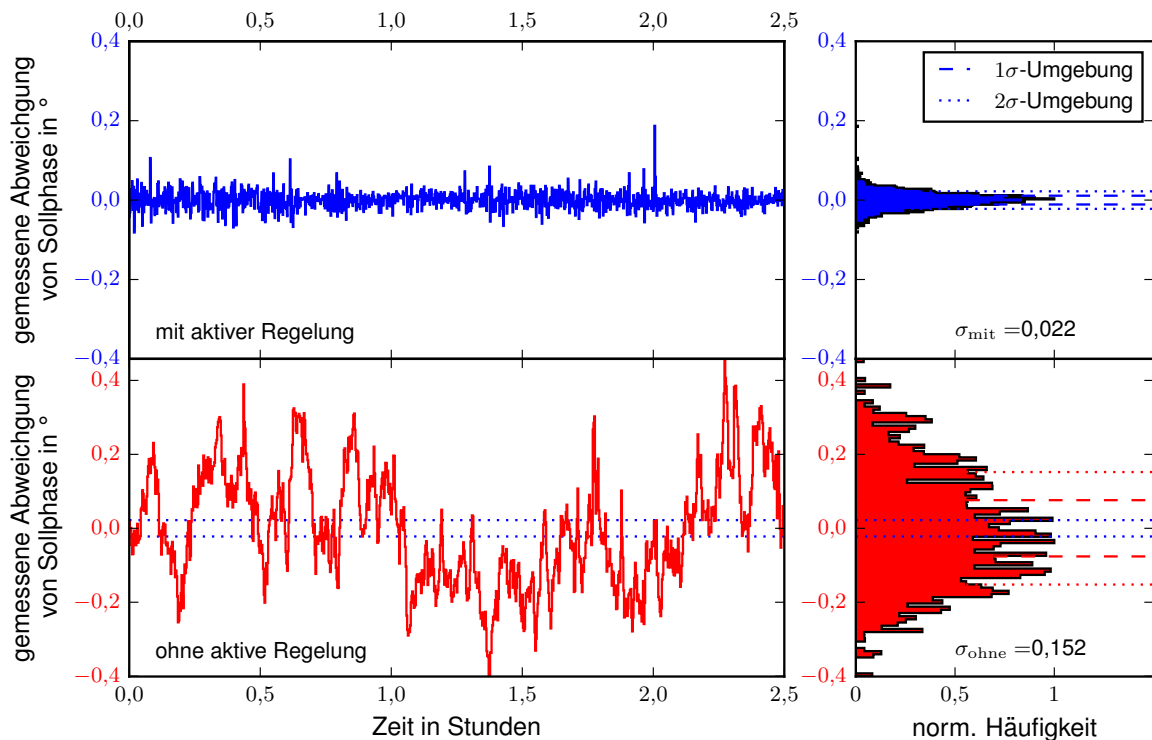 0,0 0,5 1,0 1,5 2,0 2,5
gemessene Abweichgung
von Sollphase in °
0,4
0,2
0,0
−0,2
−0,4
mit aktiver Regelung
0,4
0,2
0,0
−0,2
−0,4
1σ-Umgebung
2σ-Umgebung
σmit =0,022
gemessene Abweichgung
von Sollphase in °
0,4
0,2
0,0
−0,2
−0,4
ohne aktive Regelung
0,0 0,5 1,0 1,5 2,0 2,5
Zeit in Stunden
0,4
0,2
0,0
−0,2
−0,4
σohne =0,152
0 0,5 1
norm. Häufigkeit